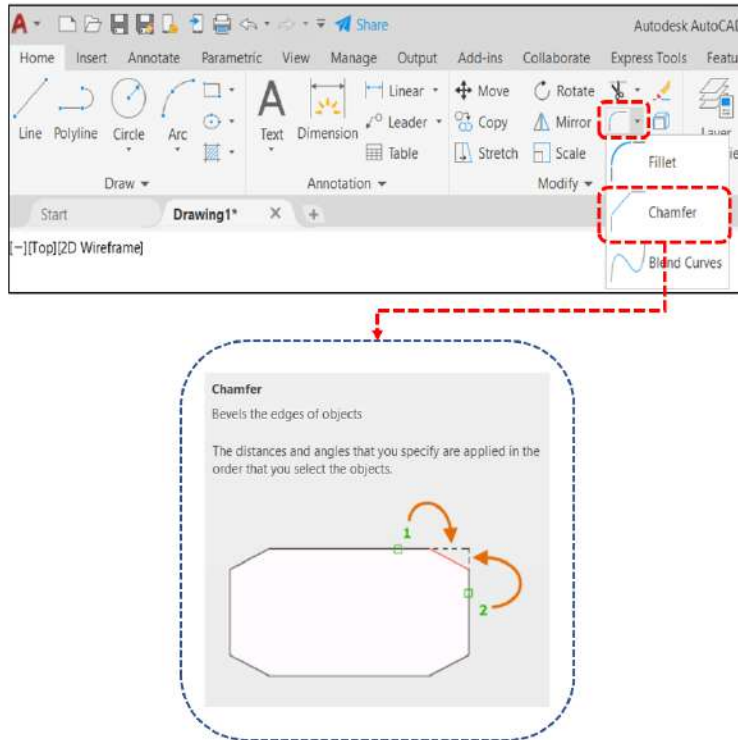 A Share Autodesk AutoCAD
Home Insert Annotate Parametric View Manage Output Add-ins Collaborate Express Tools Featu
Linear Move Rotate
Leader Copy Mirror
Line Polyline Circle Arc Text Dimension Table Stretch Scale Layer
Draw Annotation Modify
Fillet
Chamfer
Blend Curves
Start Drawing1* X +
[−][Top][2D Wireframe]
Chamfer
Bevels the edges of objects
The distances and angles that you specify are applied in the
order that you select the objects.
1
2